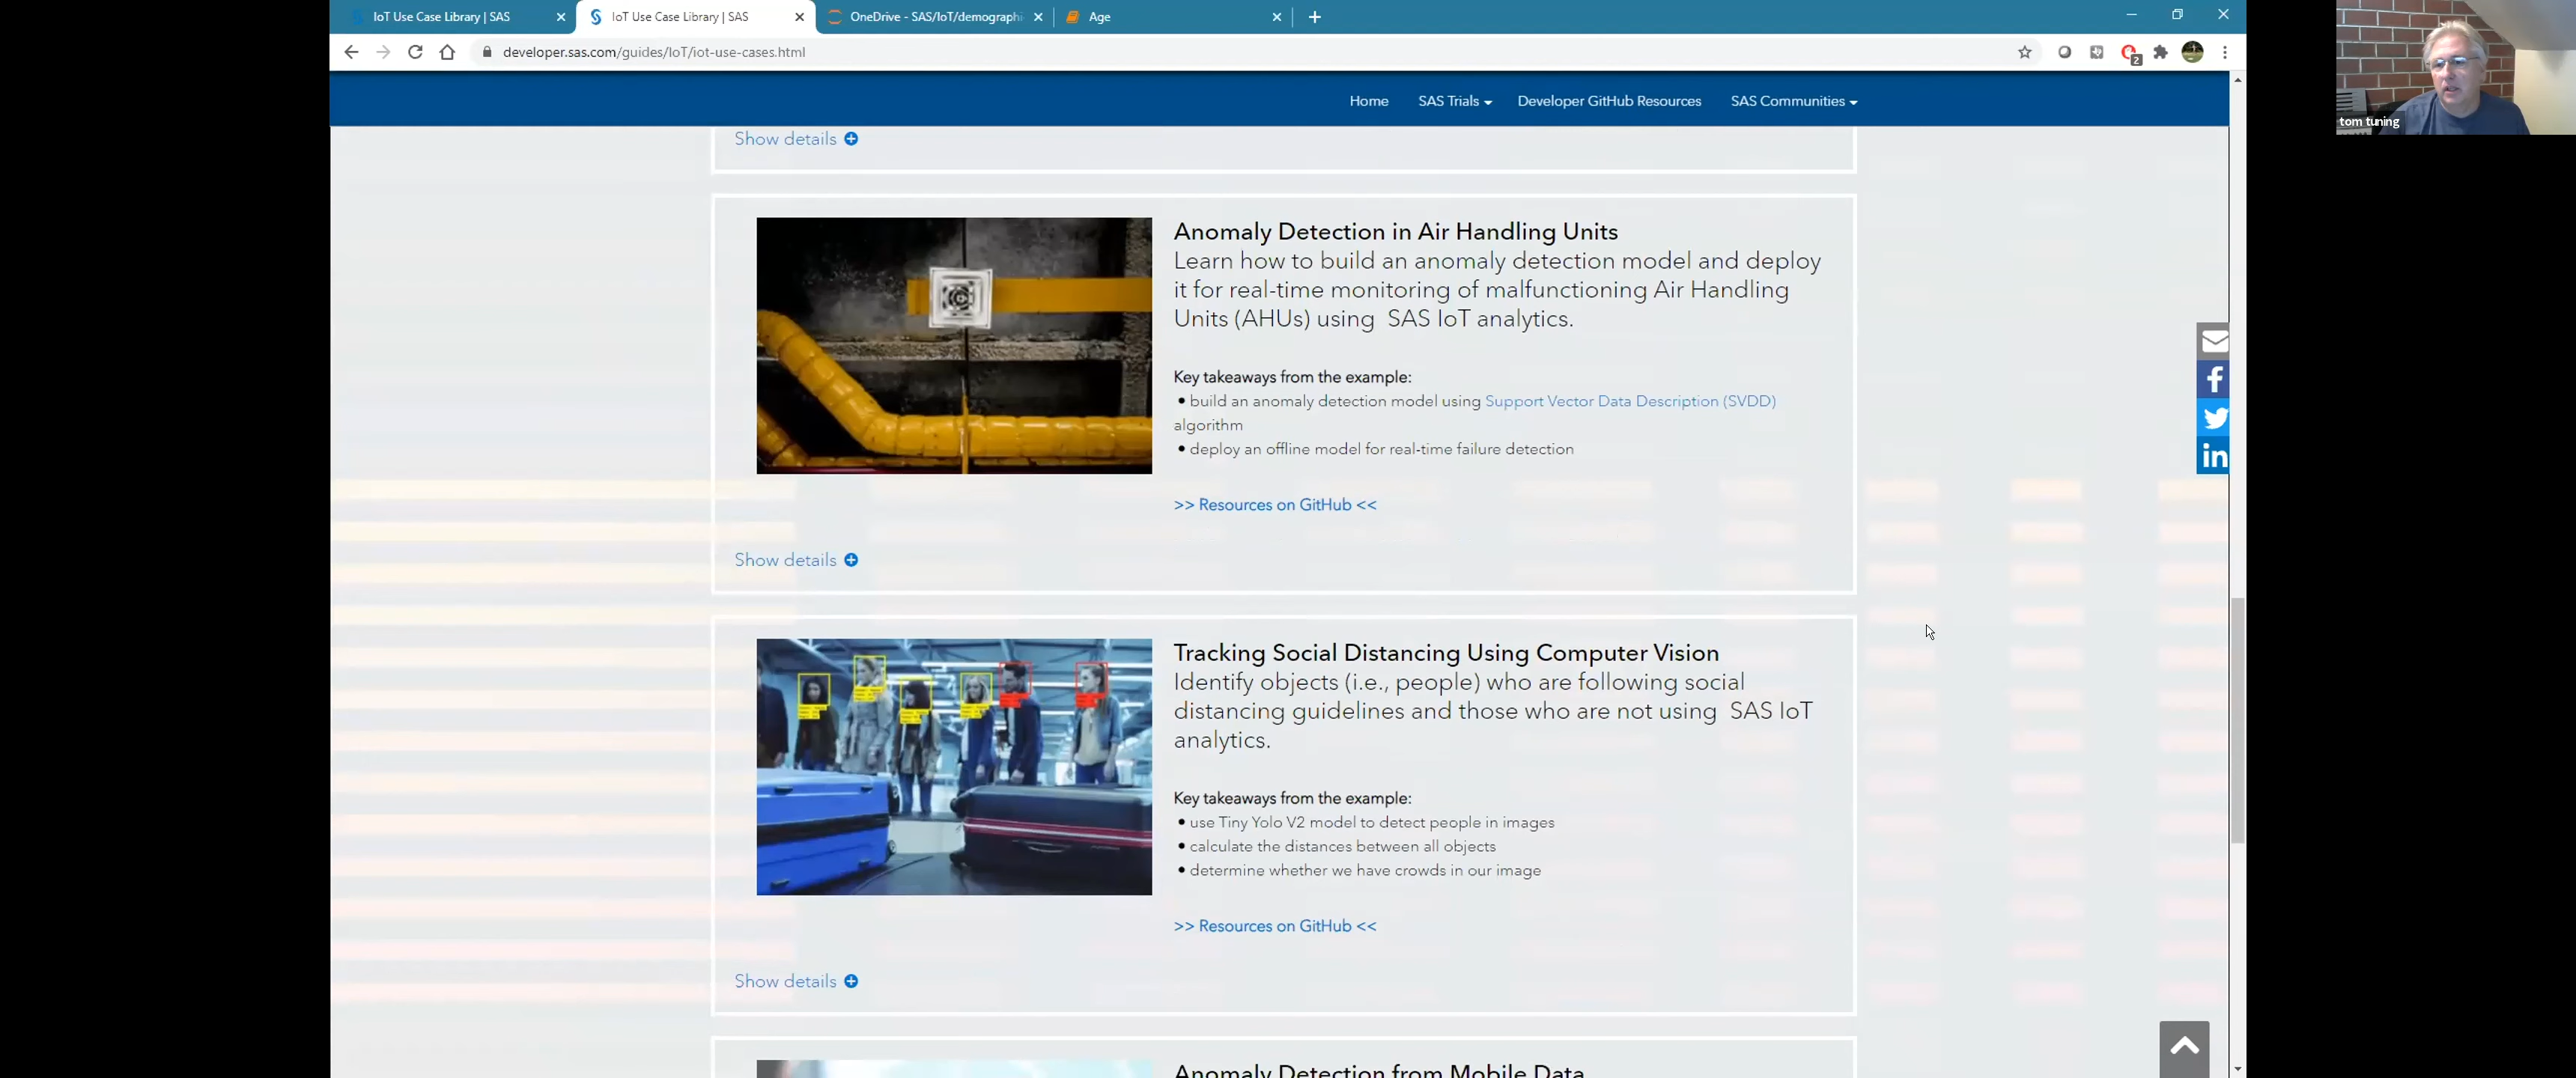 IoT Use Case Library | SAS
IoT Use Case Library | SAS
OneDrive - SAS/IoT/demographi
Age
developer.sas.com/guides/IoT/iot-use-cases.html
2
tom tuning
Home
SAS Trials
Developer GitHub Resources
SAS Communities
Show details
Anomaly Detection in Air Handling Units
Learn how to build an anomaly detection model and deploy
it for real-time monitoring of malfunctioning Air Handling
Units (AHUs) using SAS IoT analytics.
Key takeaways from the example:
• build an anomaly detection model using Support Vector Data Description (SVDD)
algorithm
• deploy an offline model for real-time failure detection
>> Resources on GitHub <<
Show details
Tracking Social Distancing Using Computer Vision
Identify objects (i.e., people) who are following social
distancing guidelines and those who are not using SAS IoT
analytics.
Key takeaways from the example:
• use Tiny Yolo V2 model to detect people in images
• calculate the distances between all objects
• determine whether we have crowds in our image
>> Resources on GitHub <<
Show details
Anomaly Detection from Mobile Data